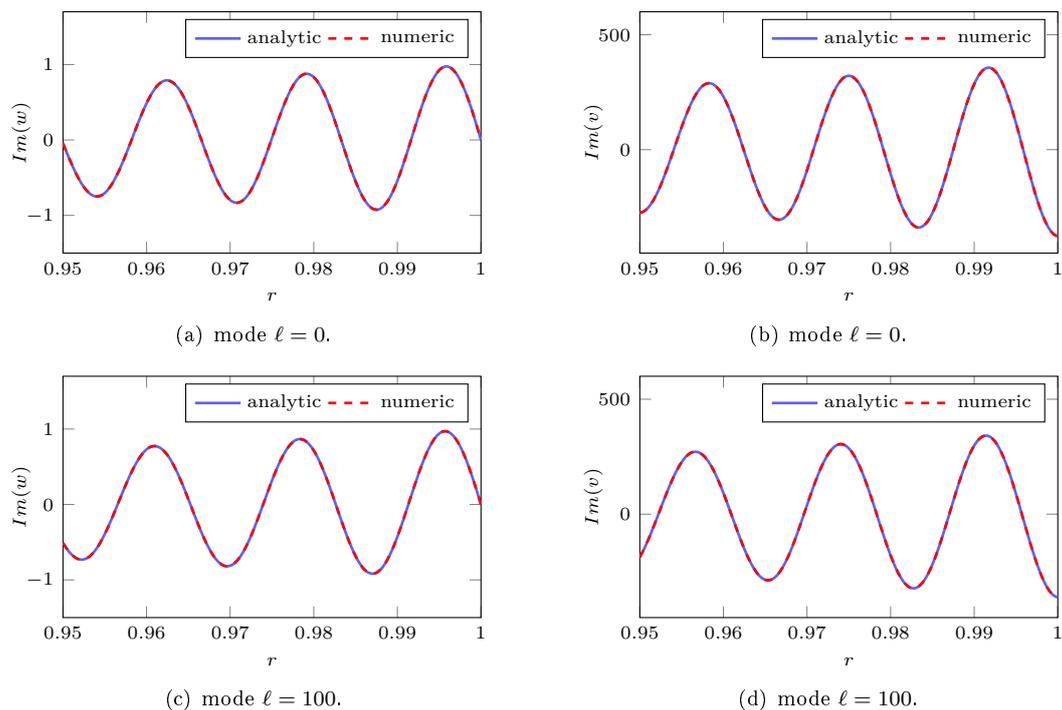 analytic numeric
1
0
−1
Im(w)
0.95 0.96 0.97 0.98 0.99 1
r
(a) mode ℓ = 0.
analytic numeric
500
0
Im(v)
0.95 0.96 0.97 0.98 0.99 1
r
(b) mode ℓ = 0.
analytic numeric
1
0
−1
Im(w)
0.95 0.96 0.97 0.98 0.99 1
r
(c) mode ℓ = 100.
analytic numeric
500
0
Im(v)
0.95 0.96 0.97 0.98 0.99 1
r
(d) mode ℓ = 100.